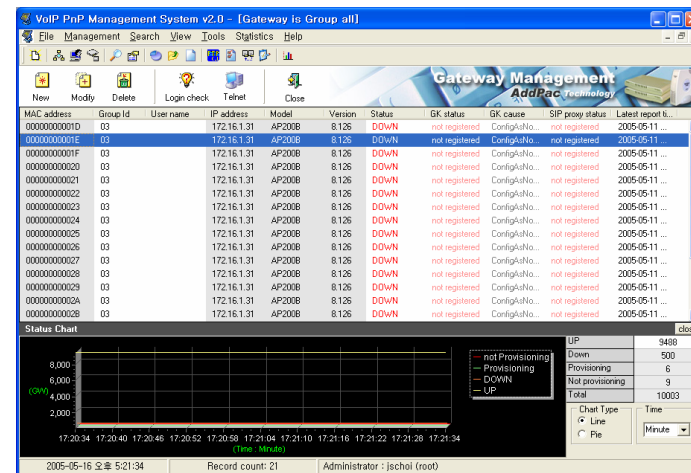 VoIP PnP Management System v2.0 - [Gateway is Group all]
File Management Search View Tools Statistics Help
New Modify Delete Login check Telnet Close
Gateway Management
AddPac Technology
MAC address Group Id User name IP address Model Version Status GK status GK cause SIP proxy status Latest report ti...
00000000001D 03 172.16.1.31 AP200B 8.126 DOWN not registered ConfigAsNo... not registered 2005-05-11 ...
00000000001E 03 172.16.1.31 AP200B 8.126 DOWN not registered ConfigAsNo... not registered 2005-05-11 ...
00000000001F 03 172.16.1.31 AP200B 8.126 DOWN not registered ConfigAsNo... not registered 2005-05-11 ...
000000000020 03 172.16.1.31 AP200B 8.126 DOWN not registered ConfigAsNo... not registered 2005-05-11 ...
000000000021 03 172.16.1.31 AP200B 8.126 DOWN not registered ConfigAsNo... not registered 2005-05-11 ...
000000000022 03 172.16.1.31 AP200B 8.126 DOWN not registered ConfigAsNo... not registered 2005-05-11 ...
000000000023 03 172.16.1.31 AP200B 8.126 DOWN not registered ConfigAsNo... not registered 2005-05-11 ...
000000000024 03 172.16.1.31 AP200B 8.126 DOWN not registered ConfigAsNo... not registered 2005-05-11 ...
000000000025 03 172.16.1.31 AP200B 8.126 DOWN not registered ConfigAsNo... not registered 2005-05-11 ...
000000000026 03 172.16.1.31 AP200B 8.126 DOWN not registered ConfigAsNo... not registered 2005-05-11 ...
000000000027 03 172.16.1.31 AP200B 8.126 DOWN not registered ConfigAsNo... not registered 2005-05-11 ...
000000000028 03 172.16.1.31 AP200B 8.126 DOWN not registered ConfigAsNo... not registered 2005-05-11 ...
000000000029 03 172.16.1.31 AP200B 8.126 DOWN not registered ConfigAsNo... not registered 2005-05-11 ...
00000000002A 03 172.16.1.31 AP200B 8.126 DOWN not registered ConfigAsNo... not registered 2005-05-11 ...
00000000002B 03 172.16.1.31 AP200B 8.126 DOWN not registered ConfigAsNo... not registered 2005-05-11 ...
Status Chart clos
8,000
6,000
(GW)
4,000
2,000
17:20:34 17:20:40 17:20:46 17:20:52 17:20:58 17:21:04 17:21:10 17:21:16 17:21:22 17:21:28 17:21:34
(Time : Minute)
not Provisioning
Provisioning
DOWN
UP
UP 9488
Down 500
Provisioning 6
Not provisioning 9
Total 10003
Chart Type Time
Line
Pie
Minute
2005-05-16 오후 5:21:34 Record count: 21 Administrator : jschoi (root)